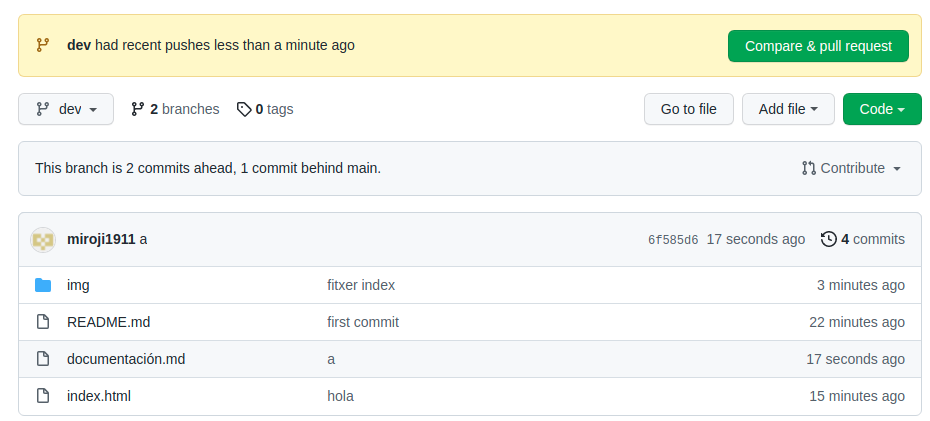 dev had recent pushes less than a minute ago Compare & pull request
dev 2 branches 0 tags Go to file Add file Code
This branch is 2 commits ahead, 1 commit behind main. Contribute
miroji1911 a 6f585d6 17 seconds ago 4 commits
img fitxer index 3 minutes ago
README.md first commit 22 minutes ago
documentación.md a 17 seconds ago
index.html hola 15 minutes ago